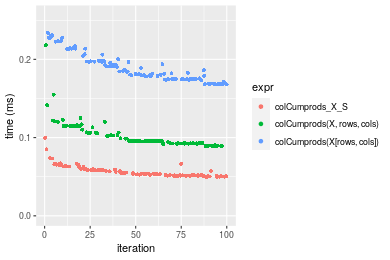 time (ms)
0.2
0.1
0.0
0
25
50
75
100
iteration
expr
colCumprods_X_S
colCumprods(X, rows, cols)
colCumprods(X[rows, cols])